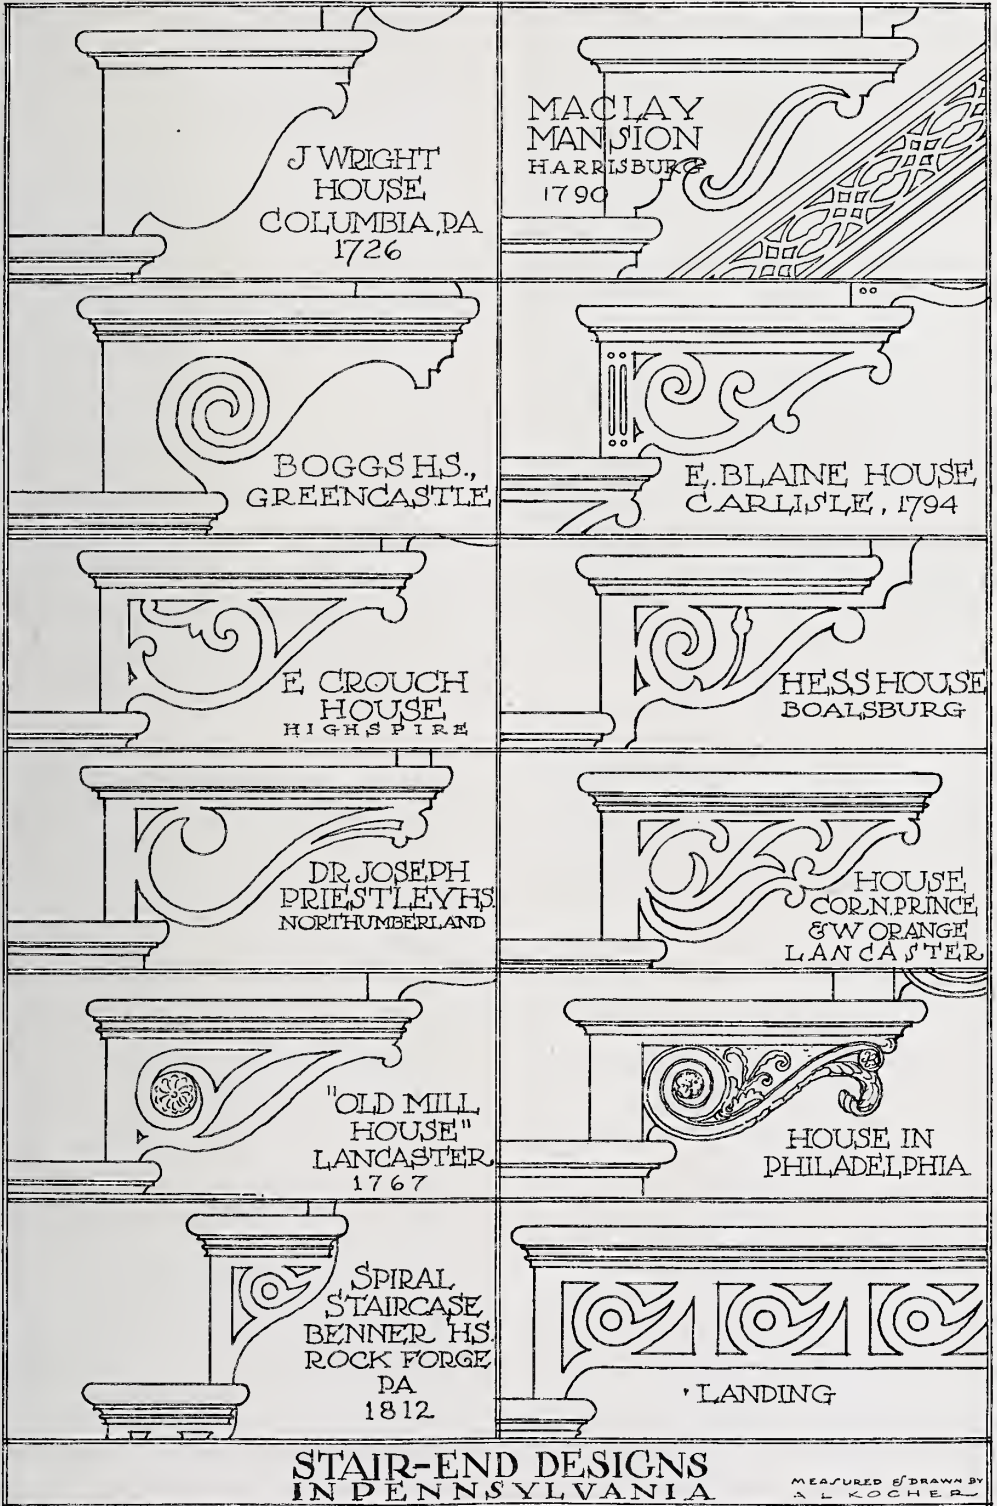 J WRIGHT
HOUSE
COLUMBIA, PA
1726
MACLAY
MANSION
HARRISBURG
1790
BOGGS HS.,
GREENCASTLE
E. BLAINE HOUSE
CARLISLE, 1794
E CROUCH
HOUSE
HIGHSPIRE
HESS HOUSE
BOALSBURG
DR. JOSEPH
PRIESTLEY HS.
NORTHUMBERLAND
HOUSE
COR. N. PRINCE
& W ORANGE
LANCASTER
"OLD MILL
HOUSE"
LANCASTER
1767
HOUSE IN
PHILADELPHIA
SPIRAL
STAIRCASE
BENNER HS.
ROCK FORGE
PA
1812
LANDING
STAIR-END DESIGNS
IN PENNSYLVANIA
MEASURED & DRAWN BY
A L KOCHER